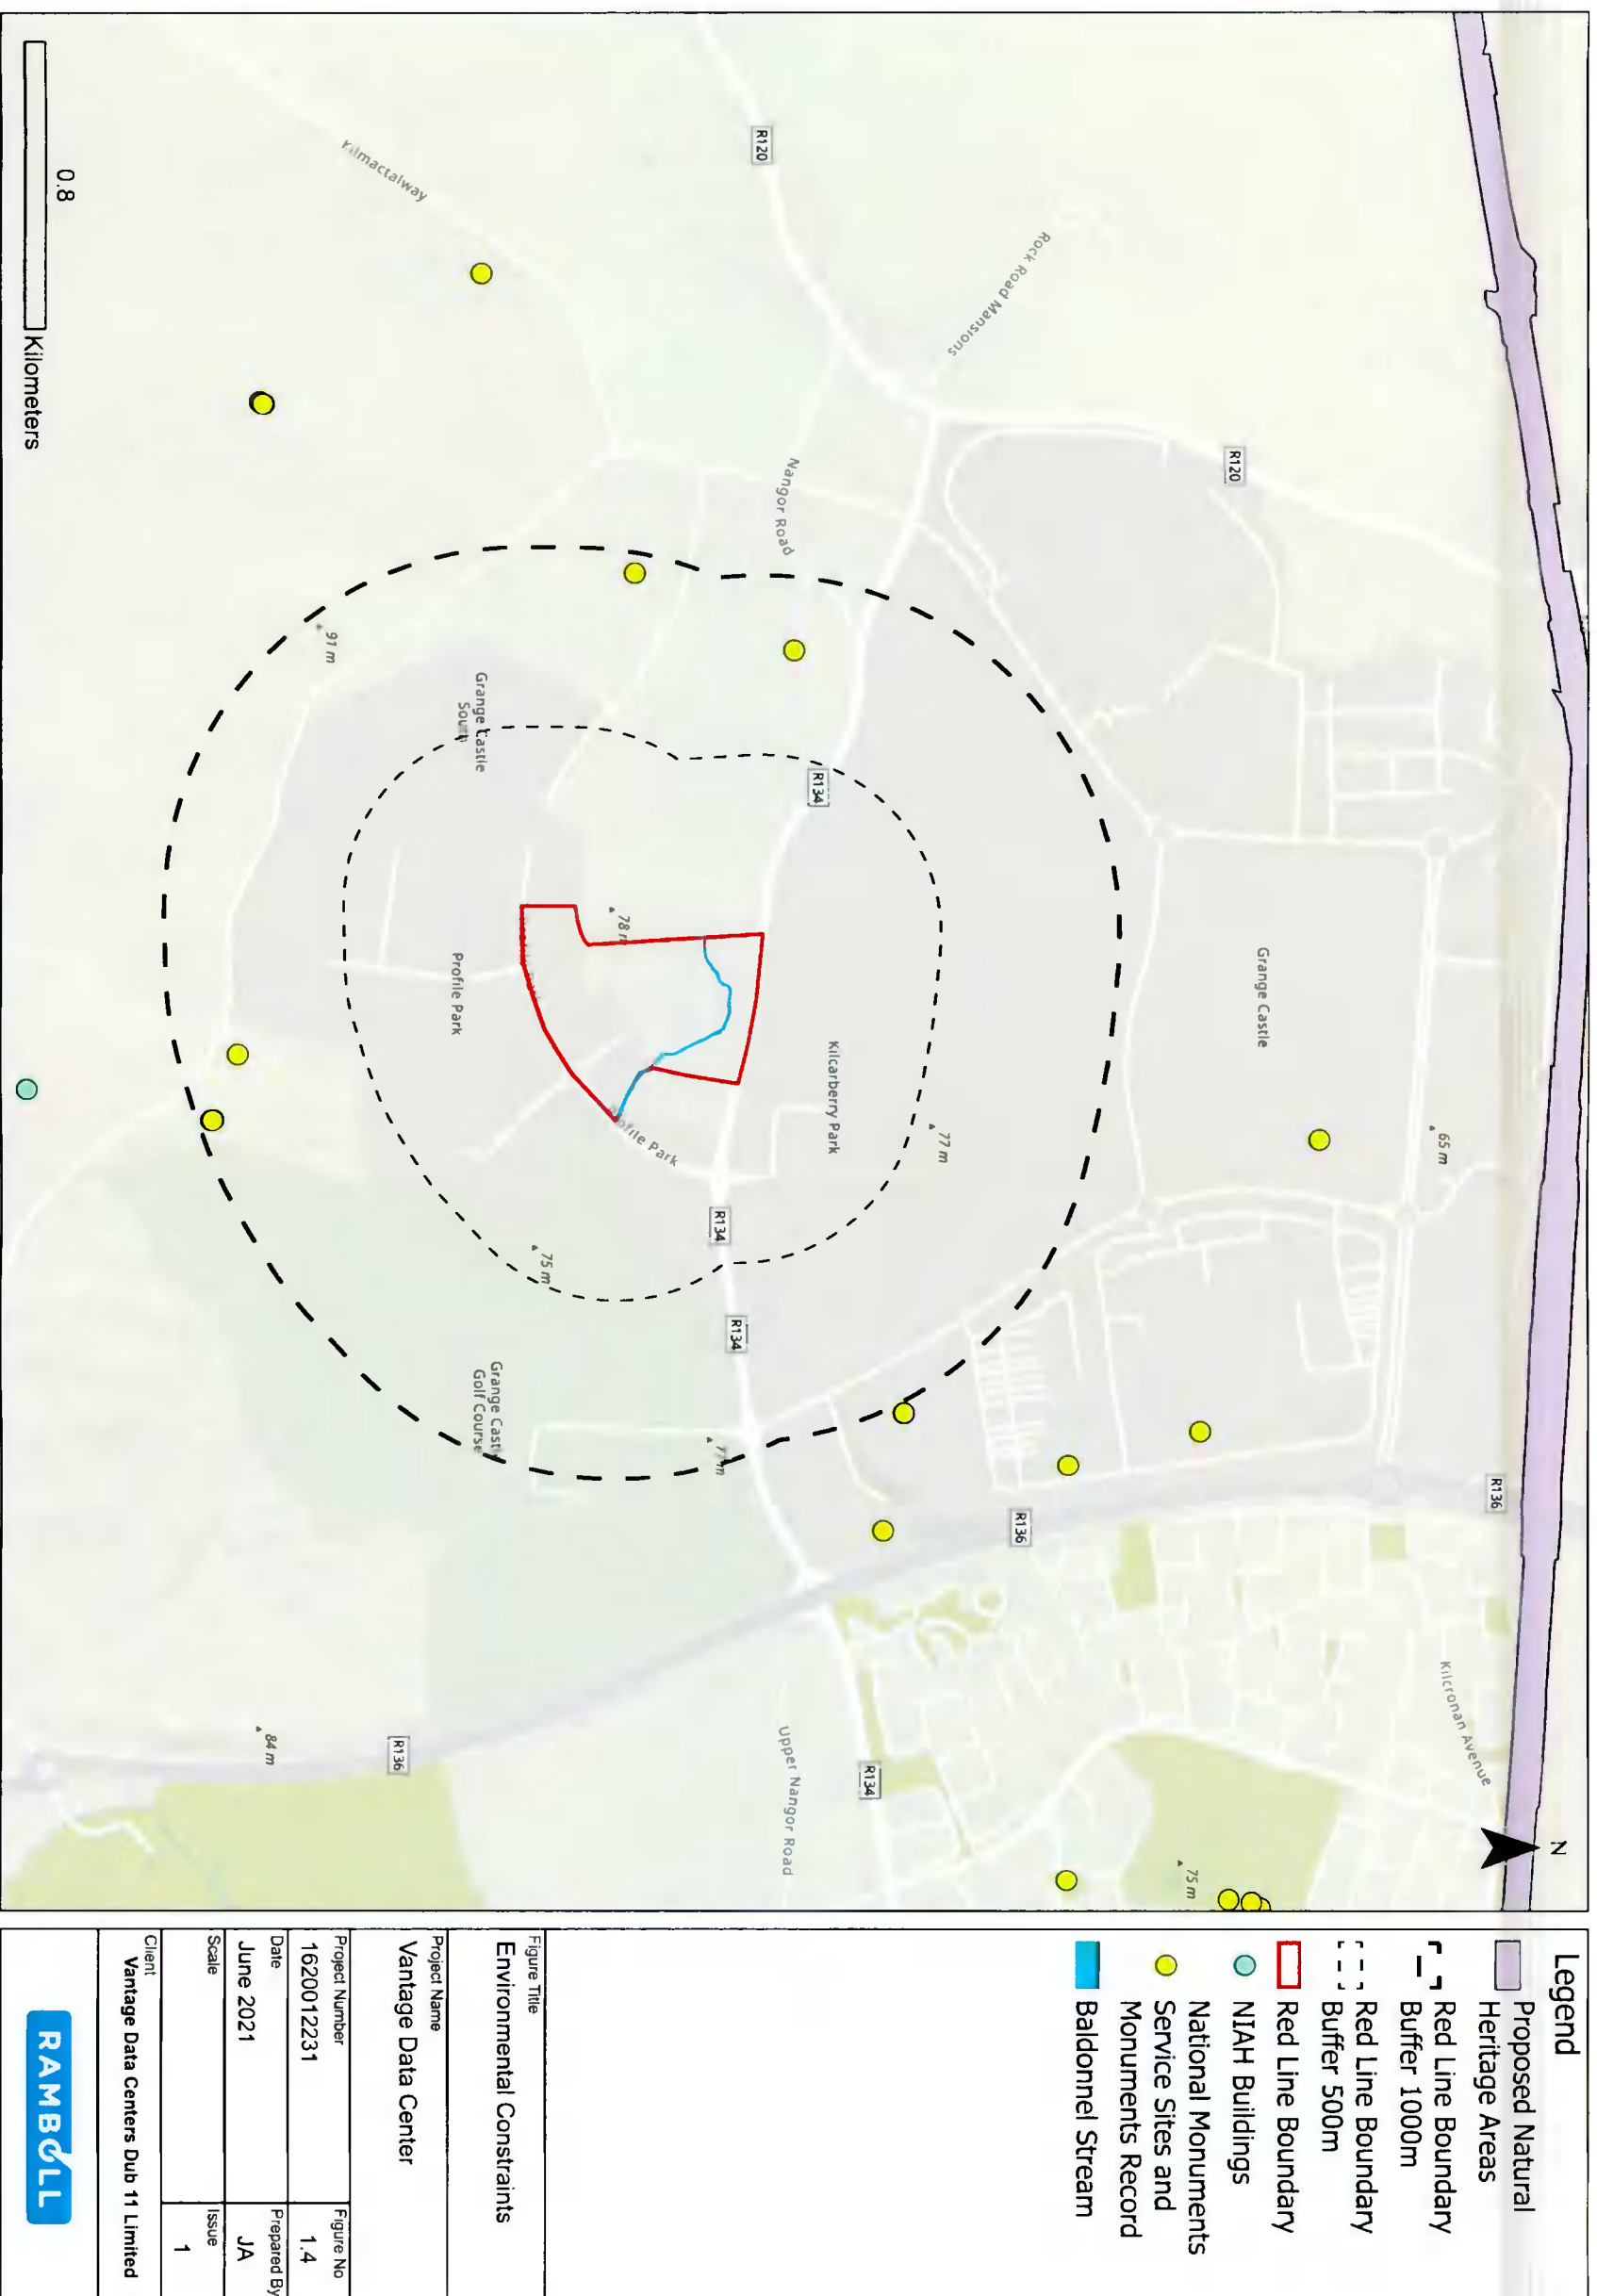 R120
R120
R136
R136
R136
R134
R134
R134
R134
Kilmactalway
Rock Road Mansions
Nangor Road
Grange Castle
South
Grange Castle
Profile Park
Kilcarberry Park
Profile Park
Grange Castle
Golf Course
Upper Nangor Road
Kilcronan Avenue
91 m
78 m
77 m
65 m
75 m
77 m
84 m
75 m
N
0.8
Kilometers
Legend
Proposed Natural
Heritage Areas
Red Line Boundary
Buffer 1000m
Red Line Boundary
Buffer 500m
Red Line Boundary
NIAH Buildings
National Monuments
Service Sites and
Monuments Record
Baldonnel Stream
Figure Title
Environmental Constraints
Project Name
Vantage Data Center
Project Number
1620012231
Figure No
1.4
Date
June 2021
Prepared By
JA
Scale
Issue
1
Client
Vantage Data Centers Dub 11 Limited
RAMBOLL